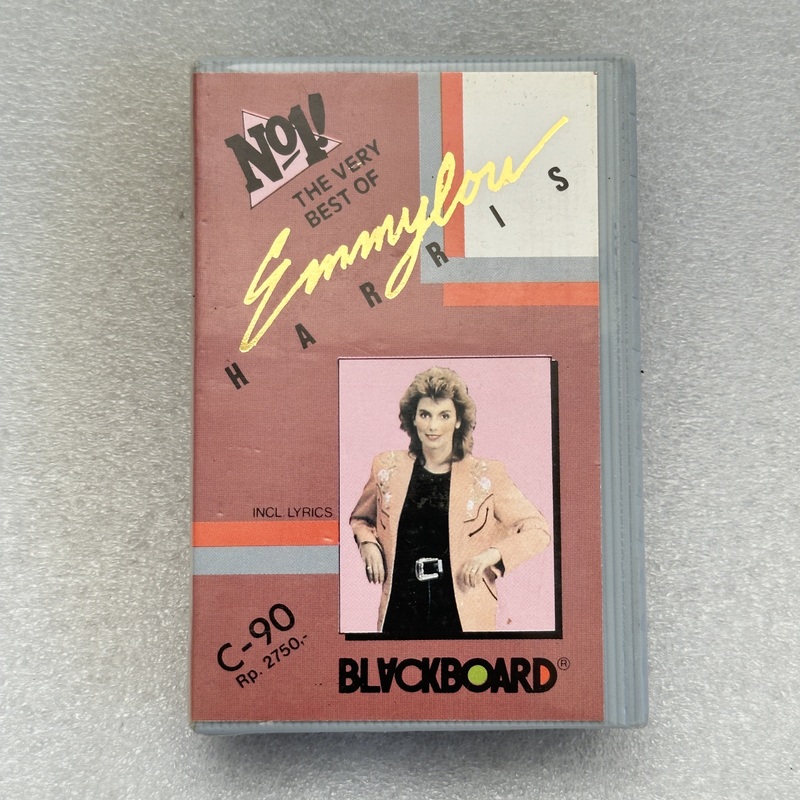 No1!
THE VERY
BEST OF
Emmylou
HARRIS
INCL. LYRICS
C-90
Rp. 2750,-
BLACKBOARD®